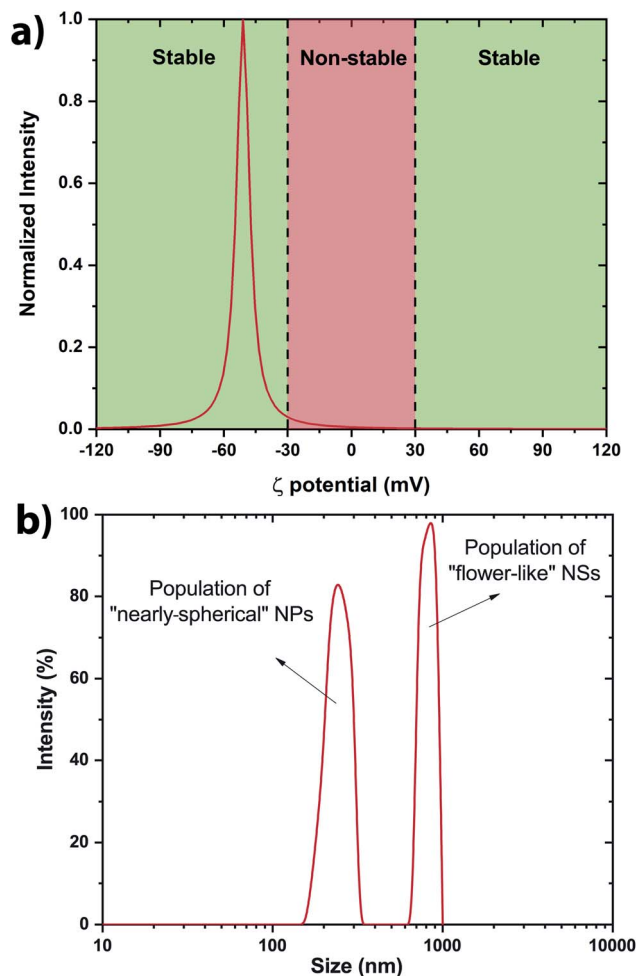 a)
1.0
0.8
0.6
0.4
0.2
0.0
Normalized Intensity
Stable
Non-stable
Stable
-120 -90 -60 -30 0 30 60 90 120
ζ potential (mV)
b)
100
80
60
40
20
0
Intensity (%)
Population of
"nearly-spherical" NPs
Population of
"flower-like" NSs
10 100 1000 10000
Size (nm)